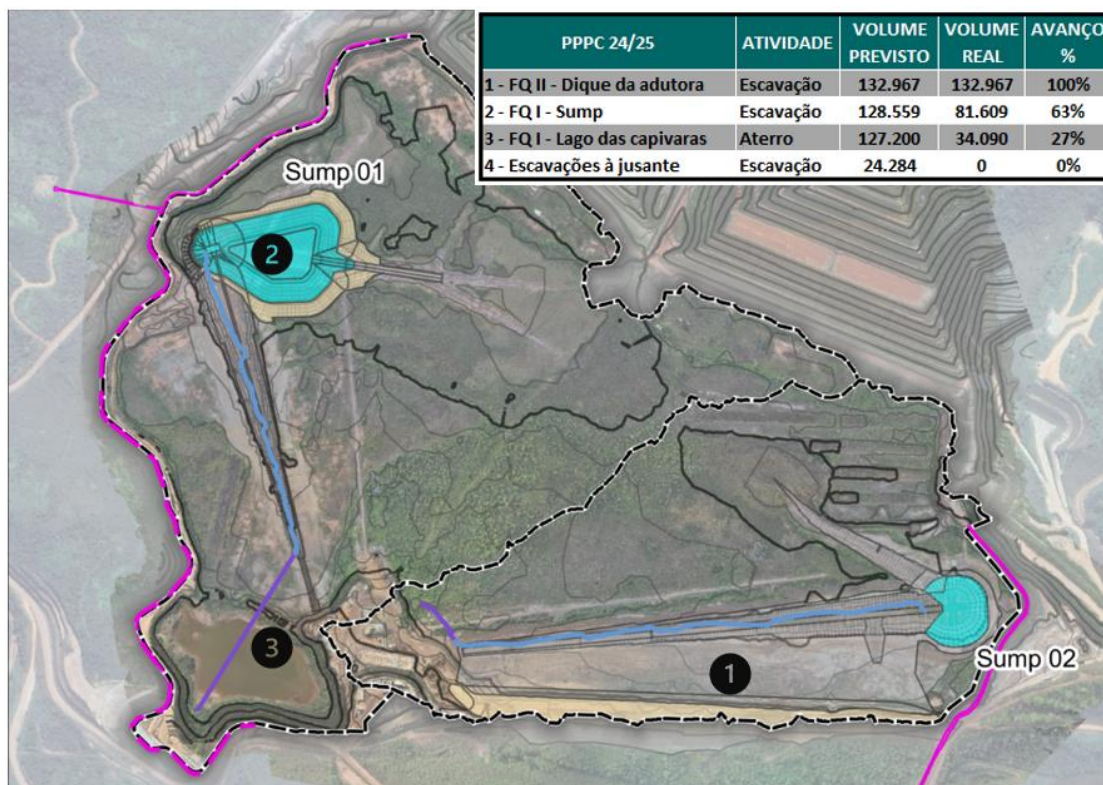 PPPC 24/25 ATIVIDADE VOLUME PREVISTO VOLUME REAL AVANÇO %
1 - FQ II - Dique da adutora Escavação 132.967 132.967 100%
2 - FQ I - Sump Escavação 128.559 81.609 63%
3 - FQ I - Lago das capivaras Aterro 127.200 34.090 27%
4 - Escavações à jusante Escavação 24.284 0 0%
Sump 01
2
3
1
Sump 02